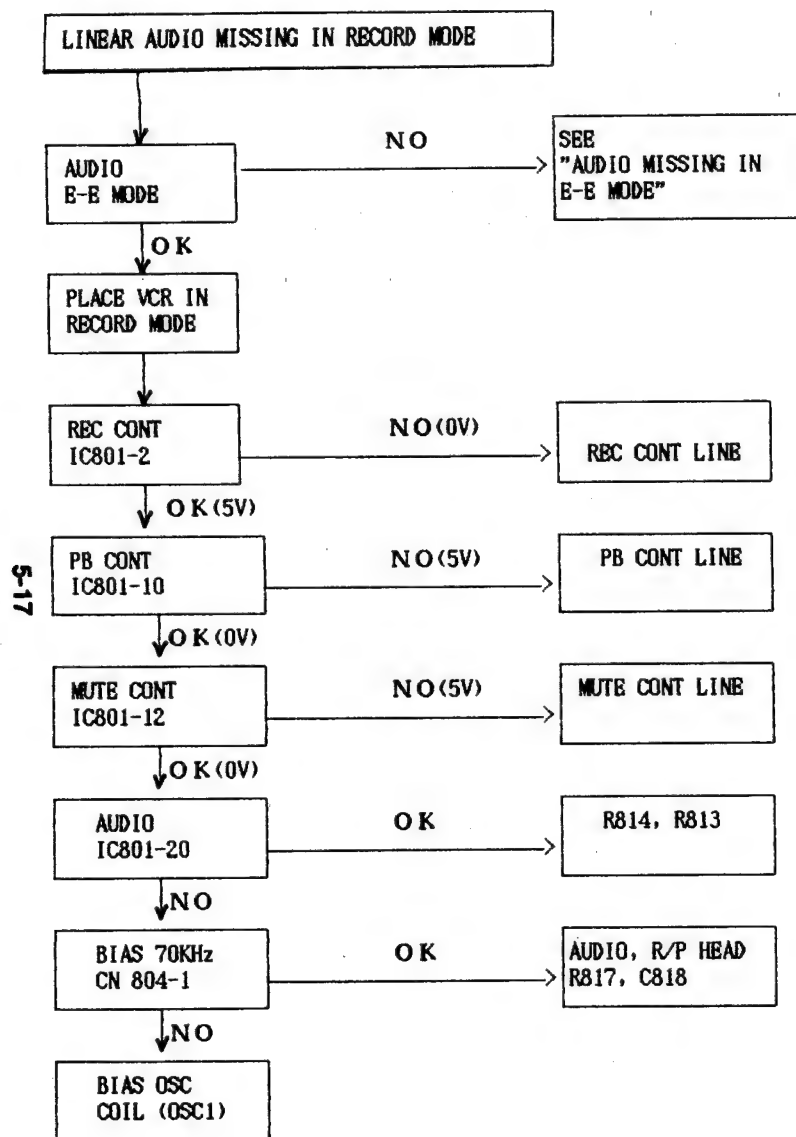 LINEAR AUDIO MISSING IN RECORD MODE
AUDIO
E-E MODE
NO
SEE
"AUDIO MISSING IN
E-E MODE"
OK
PLACE VCR IN
RECORD MODE
REC CONT
IC801-2
NO(0V)
REC CONT LINE
OK(5V)
PB CONT
IC801-10
NO(5V)
PB CONT LINE
OK(0V)
MUTE CONT
IC801-12
NO(5V)
MUTE CONT LINE
OK(0V)
AUDIO
IC801-20
OK
R814, R813
NO
BIAS 70KHz
CN 804-1
OK
AUDIO, R/P HEAD
R817, C818
NO
BIAS OSC
COIL (OSC1)
5-17